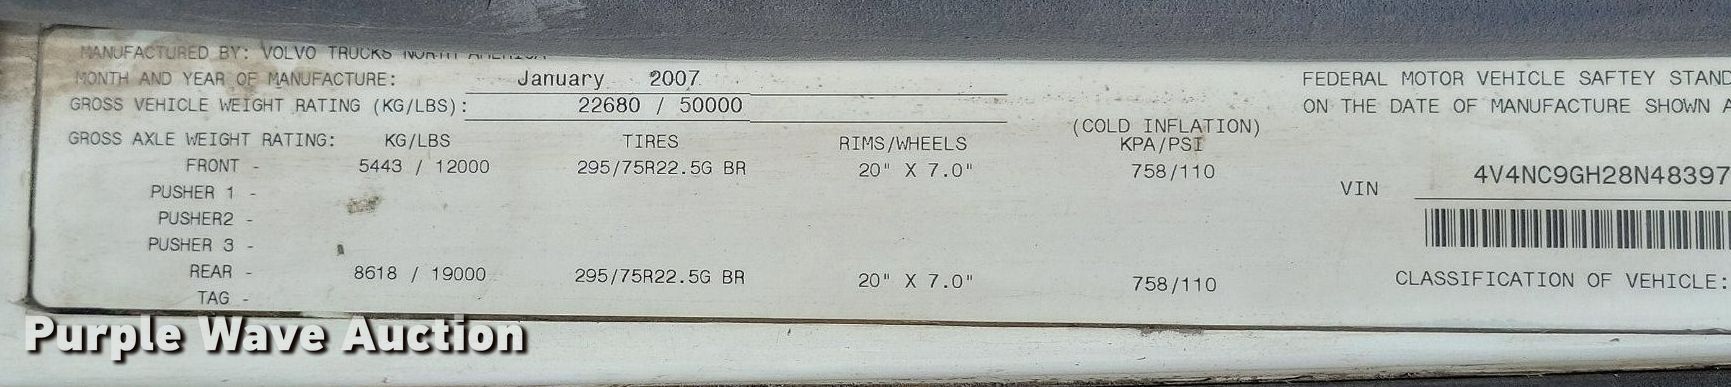 MANUFACTURED BY: VOLVO TRUCKS NORTH AMERICA
MONTH AND YEAR OF MANUFACTURE: January 2007
GROSS VEHICLE WEIGHT RATING (KG/LBS): 22680 / 50000
GROSS AXLE WEIGHT RATING: KG/LBS TIRES RIMS/WHEELS (COLD INFLATION) KPA/PSI
FRONT - 5443 / 12000 295/75R22.5G BR 20" X 7.0" 758/110
PUSHER 1 -
PUSHER2 -
PUSHER 3 -
REAR - 8618 / 19000 295/75R22.5G BR 20" X 7.0" 758/110
TAG -
FEDERAL MOTOR VEHICLE SAFTEY STAND
ON THE DATE OF MANUFACTURE SHOWN A
VIN 4V4NC9GH28N48397
CLASSIFICATION OF VEHICLE:
Purple Wave Auction